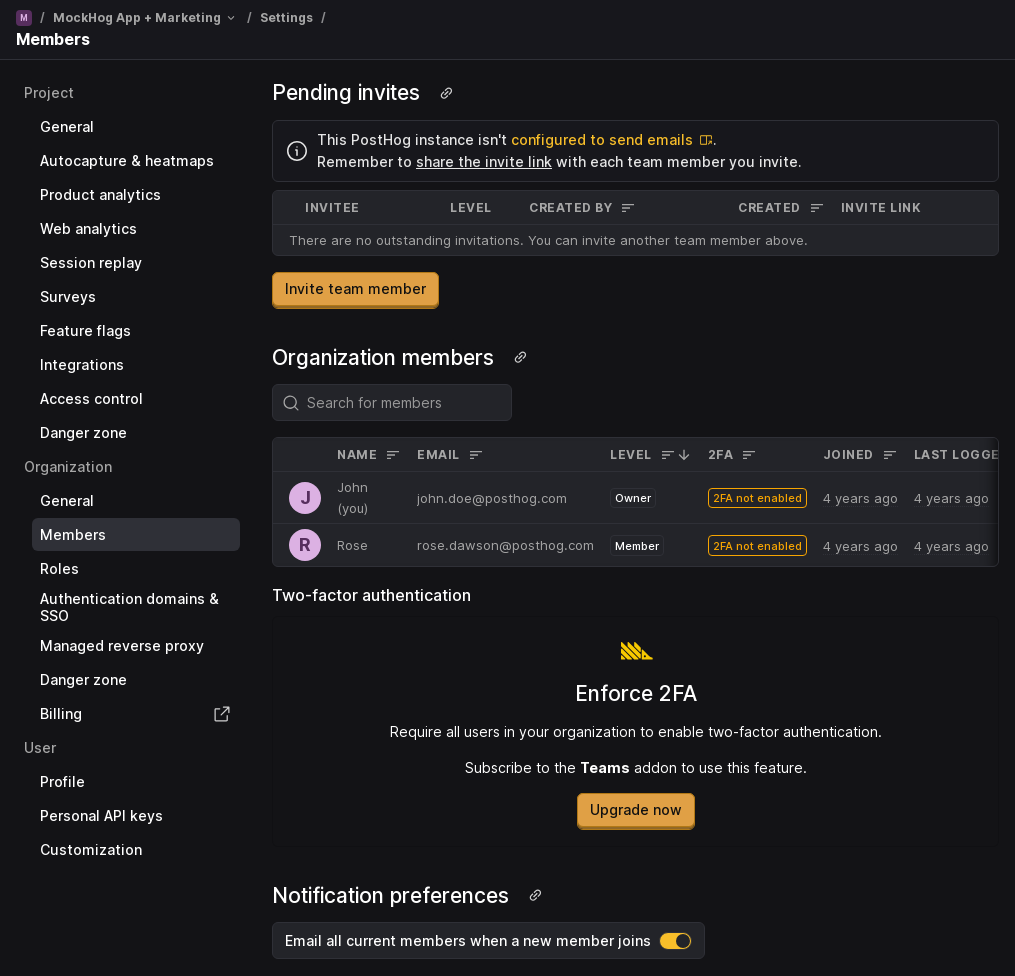 M / MockHog App + Marketing / Settings /
Members
Project
General
Autocapture & heatmaps
Product analytics
Web analytics
Session replay
Surveys
Feature flags
Integrations
Access control
Danger zone
Organization
General
Members
Roles
Authentication domains &
SSO
Managed reverse proxy
Danger zone
Billing
User
Profile
Personal API keys
Customization
Pending invites
This PostHog instance isn't configured to send emails.
Remember to share the invite link with each team member you invite.
INVITEE LEVEL CREATED BY CREATED INVITE LINK
There are no outstanding invitations. You can invite another team member above.
Invite team member
Organization members
Search for members
NAME EMAIL LEVEL 2FA JOINED LAST LOGGE
J John (you) john.doe@posthog.com Owner 2FA not enabled 4 years ago 4 years ago
R Rose rose.dawson@posthog.com Member 2FA not enabled 4 years ago 4 years ago
Two-factor authentication
Enforce 2FA
Require all users in your organization to enable two-factor authentication.
Subscribe to the Teams addon to use this feature.
Upgrade now
Notification preferences
Email all current members when a new member joins